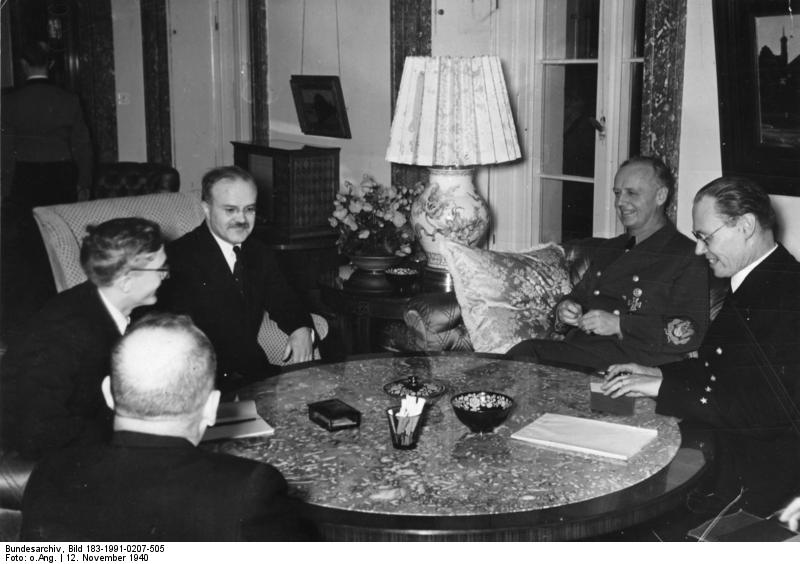 Bundesarchiv, Bild 183-1991-0207-505
Foto: o.Ang. | 12. November 1940